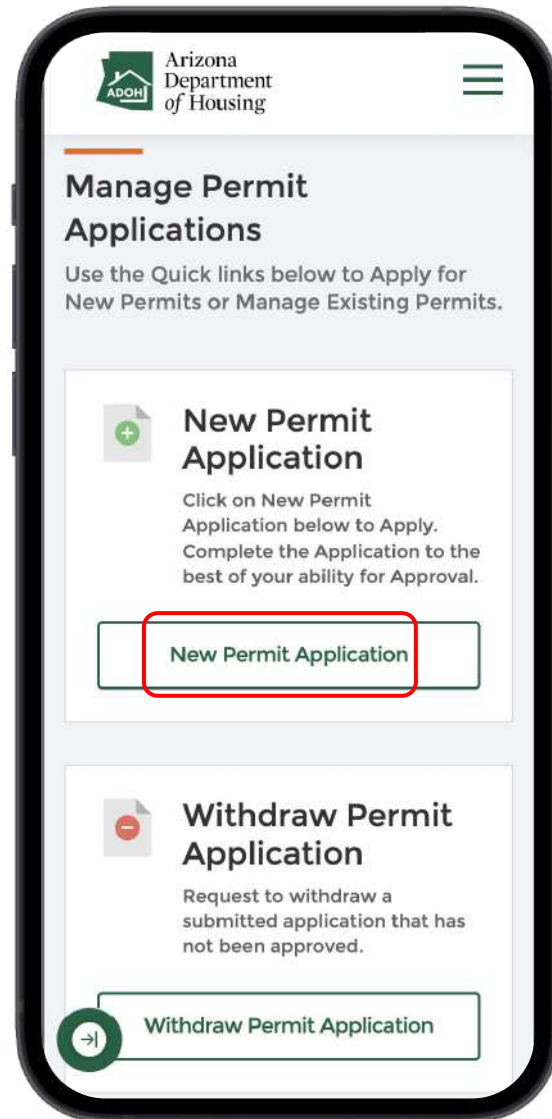 Arizona
Department
of Housing
ADOH
Manage Permit
Applications
Use the Quick links below to Apply for
New Permits or Manage Existing Permits.
New Permit
Application
Click on New Permit
Application below to Apply.
Complete the Application to the
best of your ability for Approval.
New Permit Application
Withdraw Permit
Application
Request to withdraw a
submitted application that has
not been approved.
Withdraw Permit Application